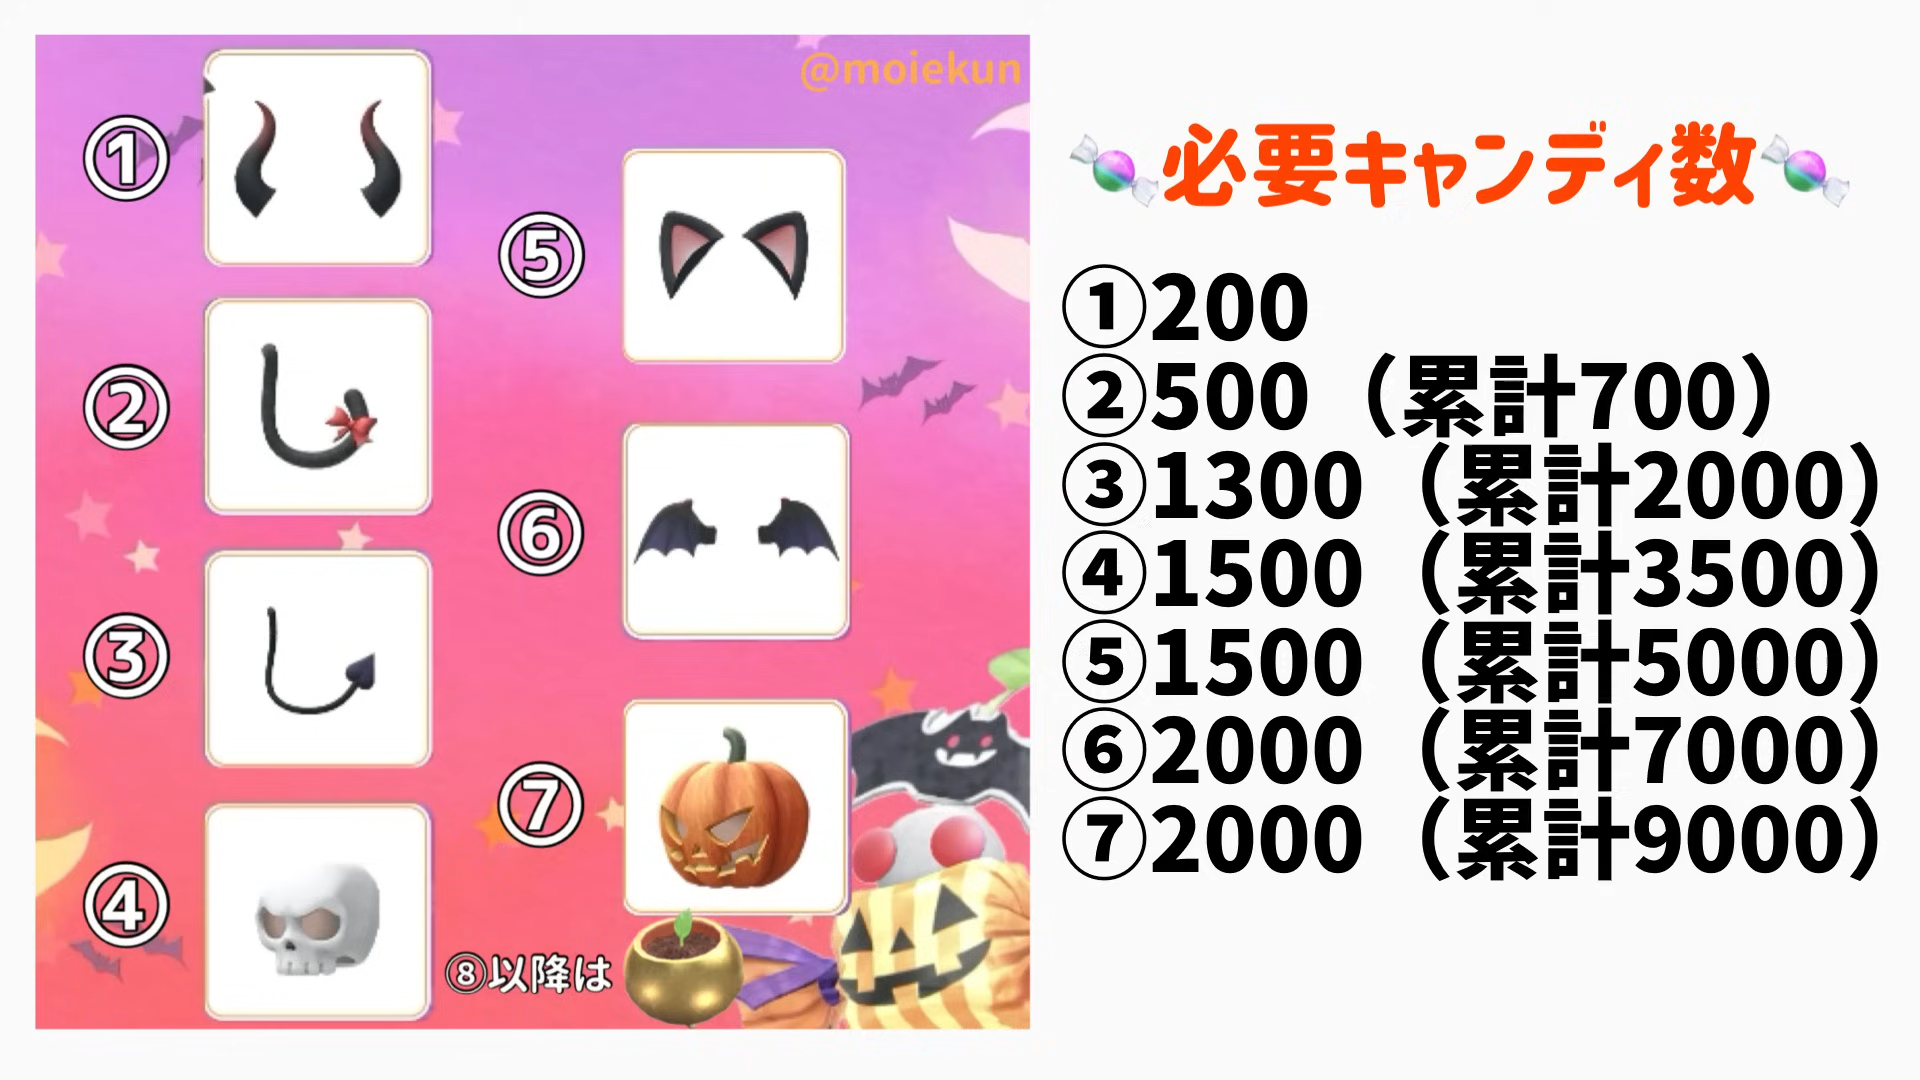 @moiekun
①
②
③
④
⑤
⑥
⑦
⑧以降は
必要キャンディ数
①200
②500（累計700）
③1300（累計2000）
④1500（累計3500）
⑤1500（累計5000）
⑥2000（累計7000）
⑦2000（累計9000）